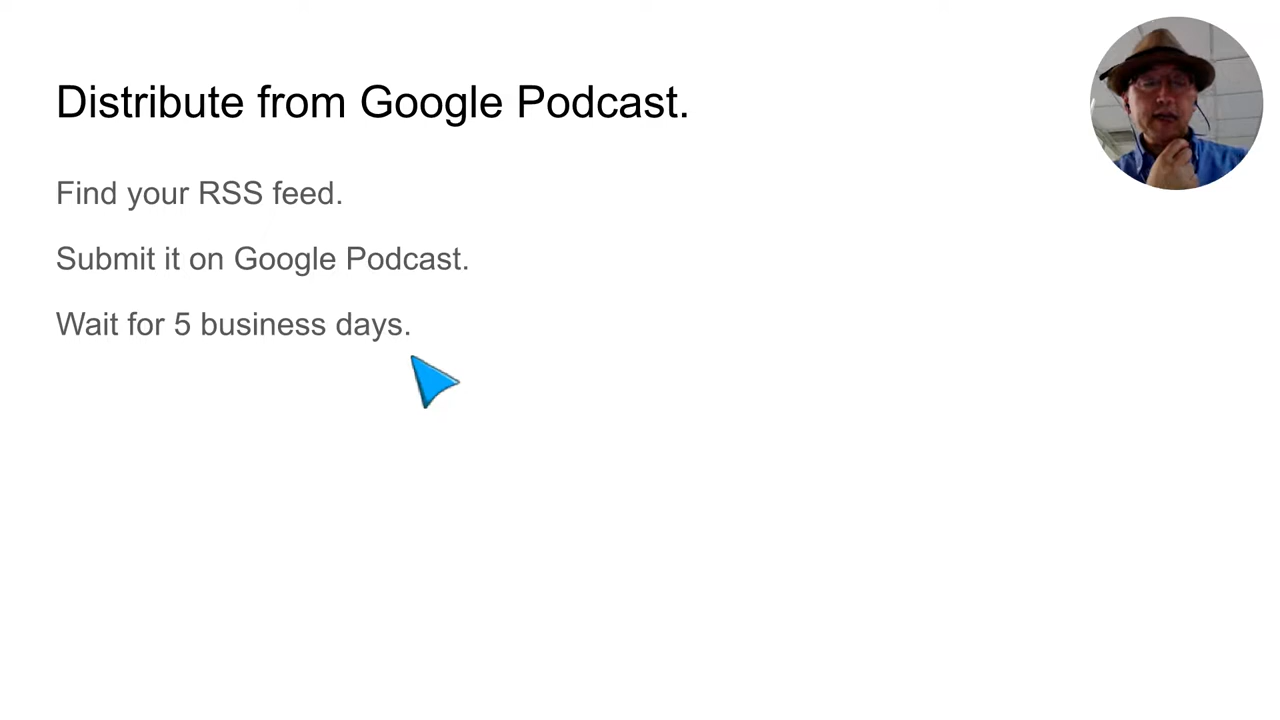 Distribute from Google Podcast.
Find your RSS feed.
Submit it on Google Podcast.
Wait for 5 business days.